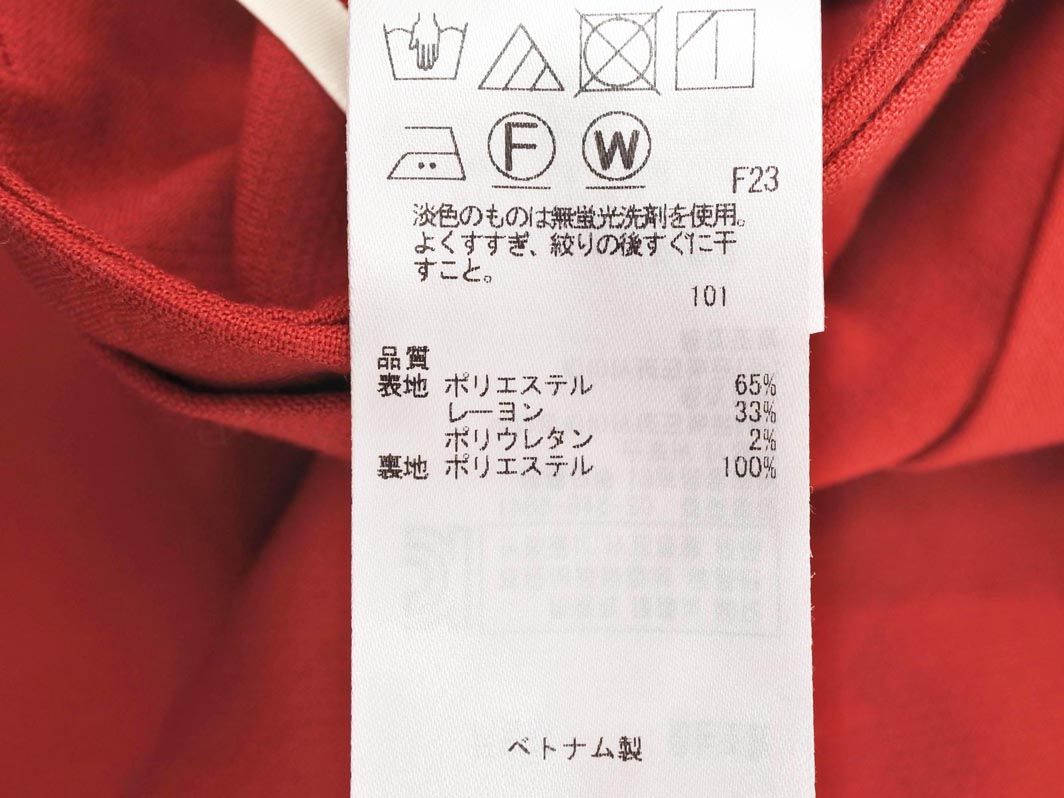 F W
F23
淡色のものは無蛍光洗剤を使用。
よくすすぎ、絞りの後すぐに干
すこと。
101
品質
表地 ポリエステル 65%
レーヨン 33%
ポリウレタン 2%
裏地 ポリエステル 100%
ベトナム製